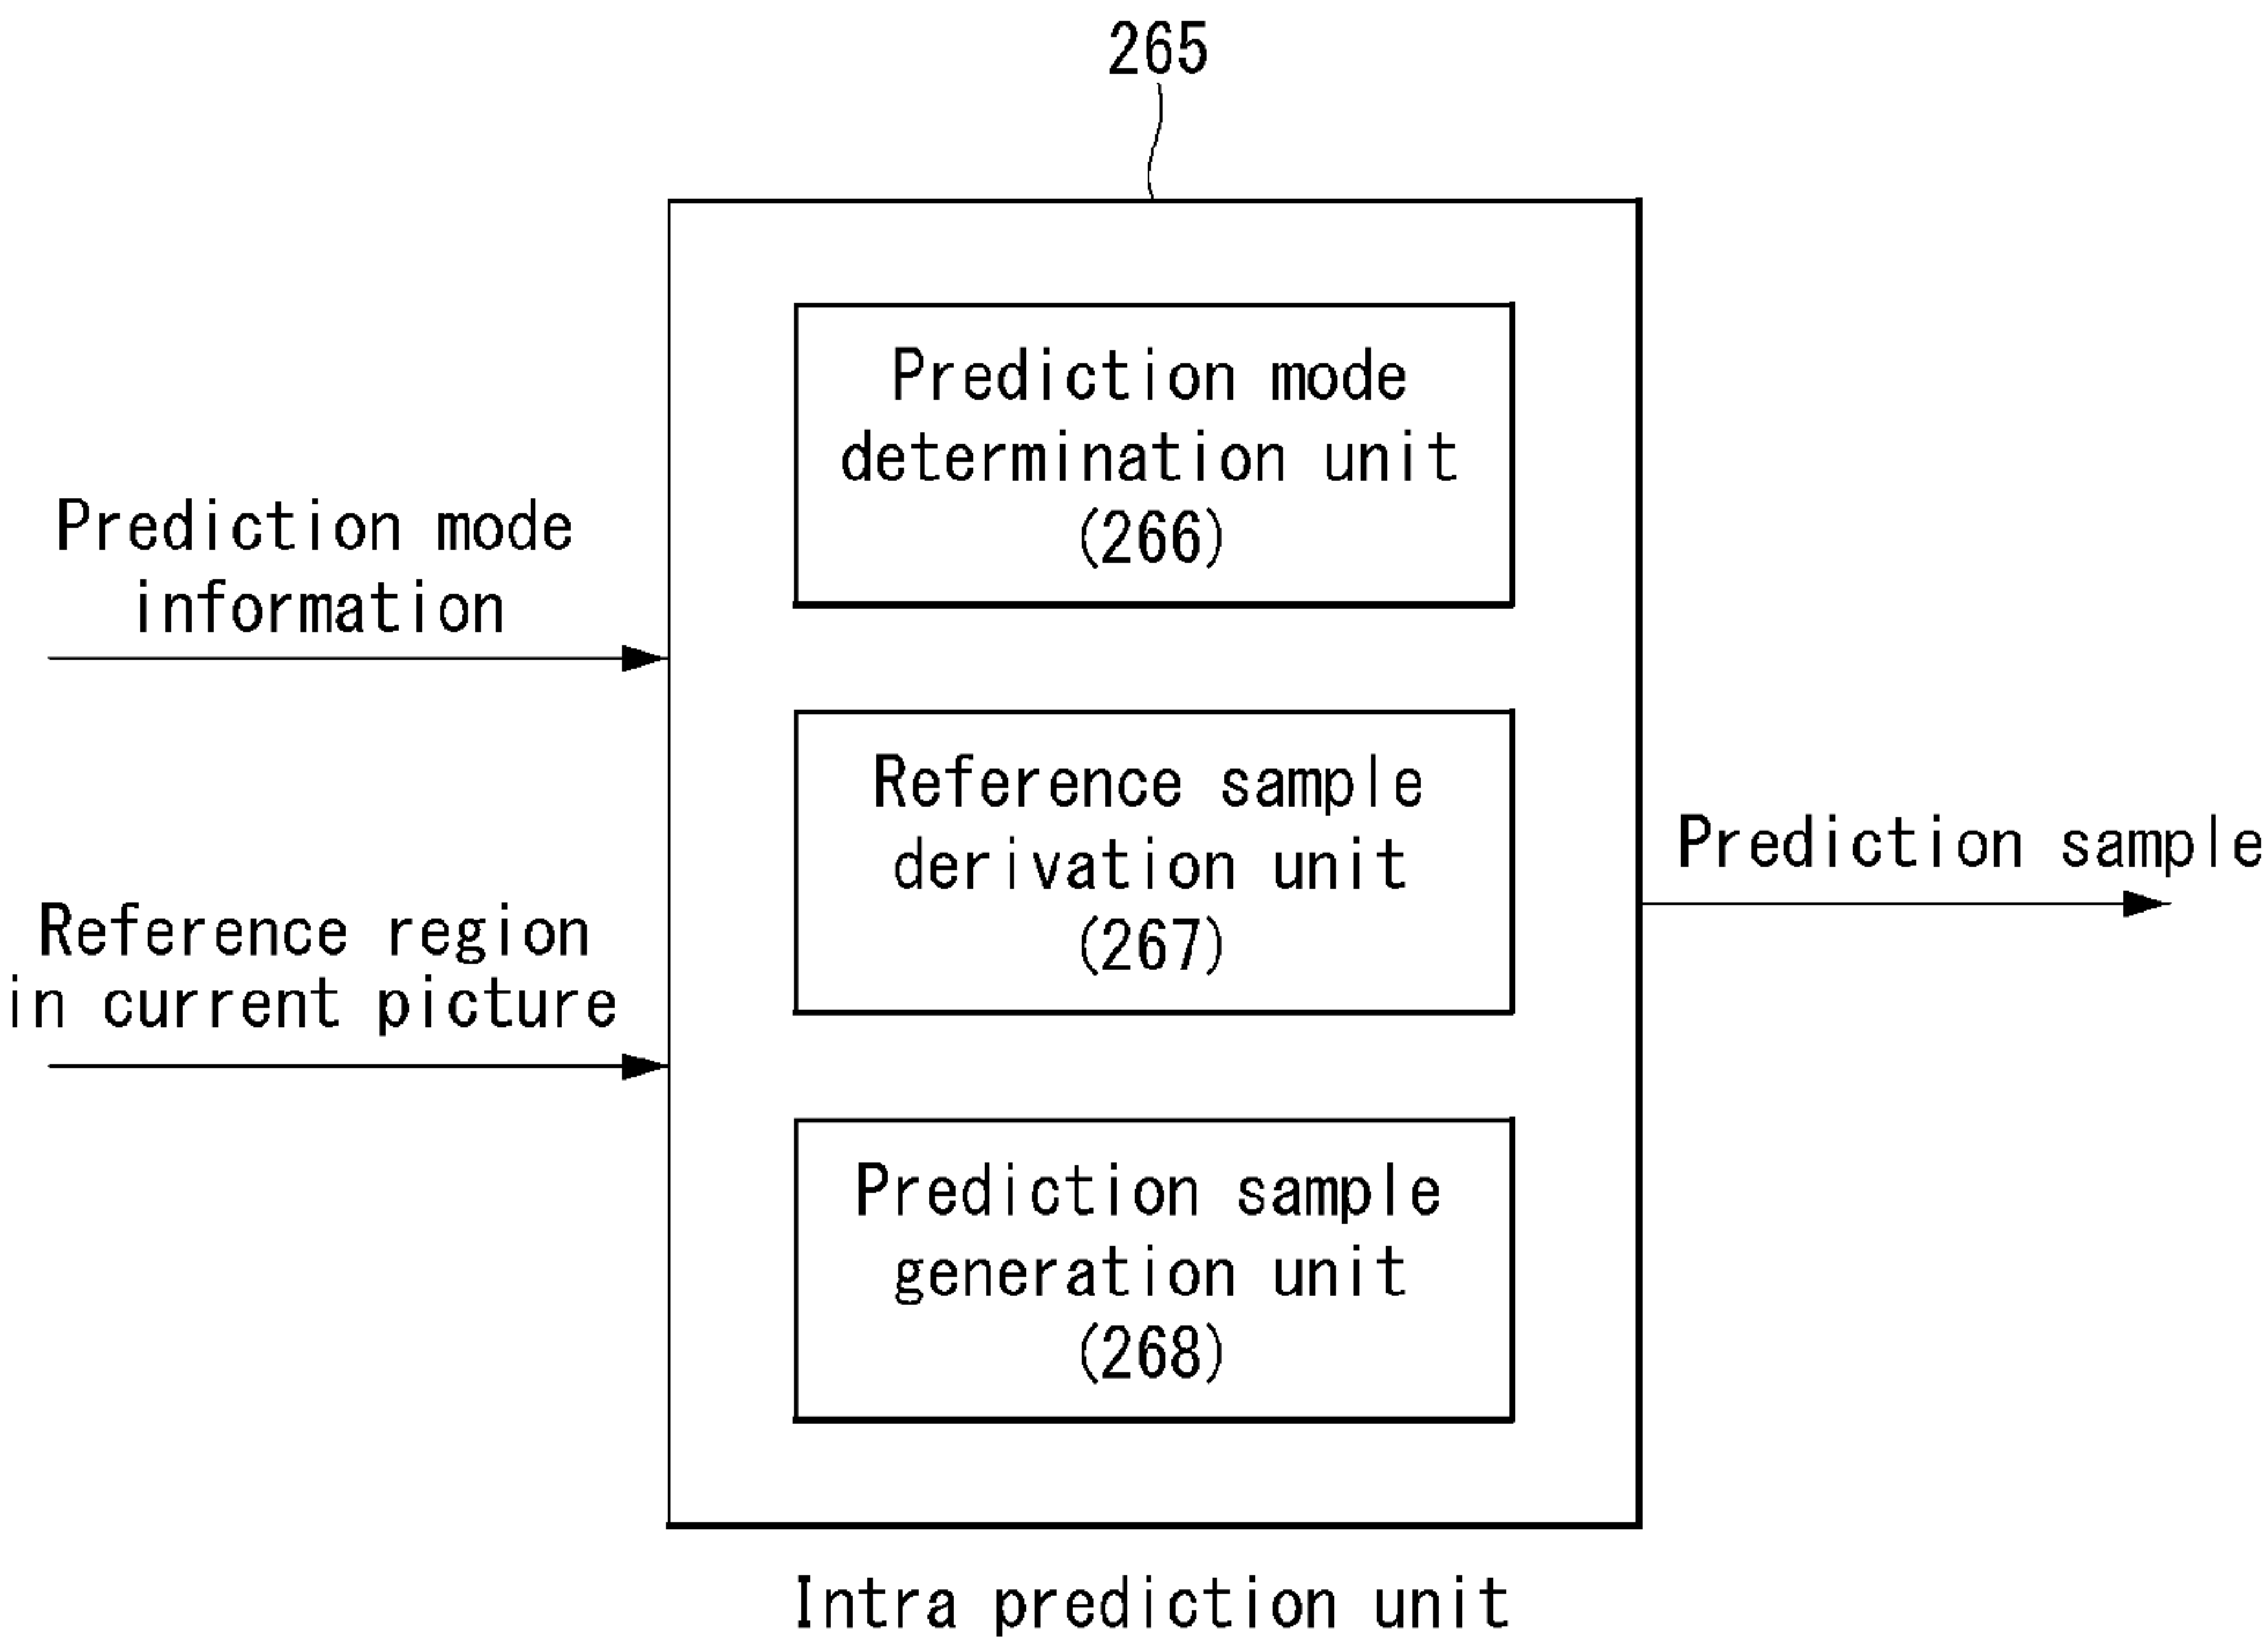 265
Prediction mode
determination unit
(266)
Prediction mode
information
Reference sample
derivation unit
(267)
Reference region
in current picture
Prediction sample
Prediction sample
generation unit
(268)
Intra prediction unit